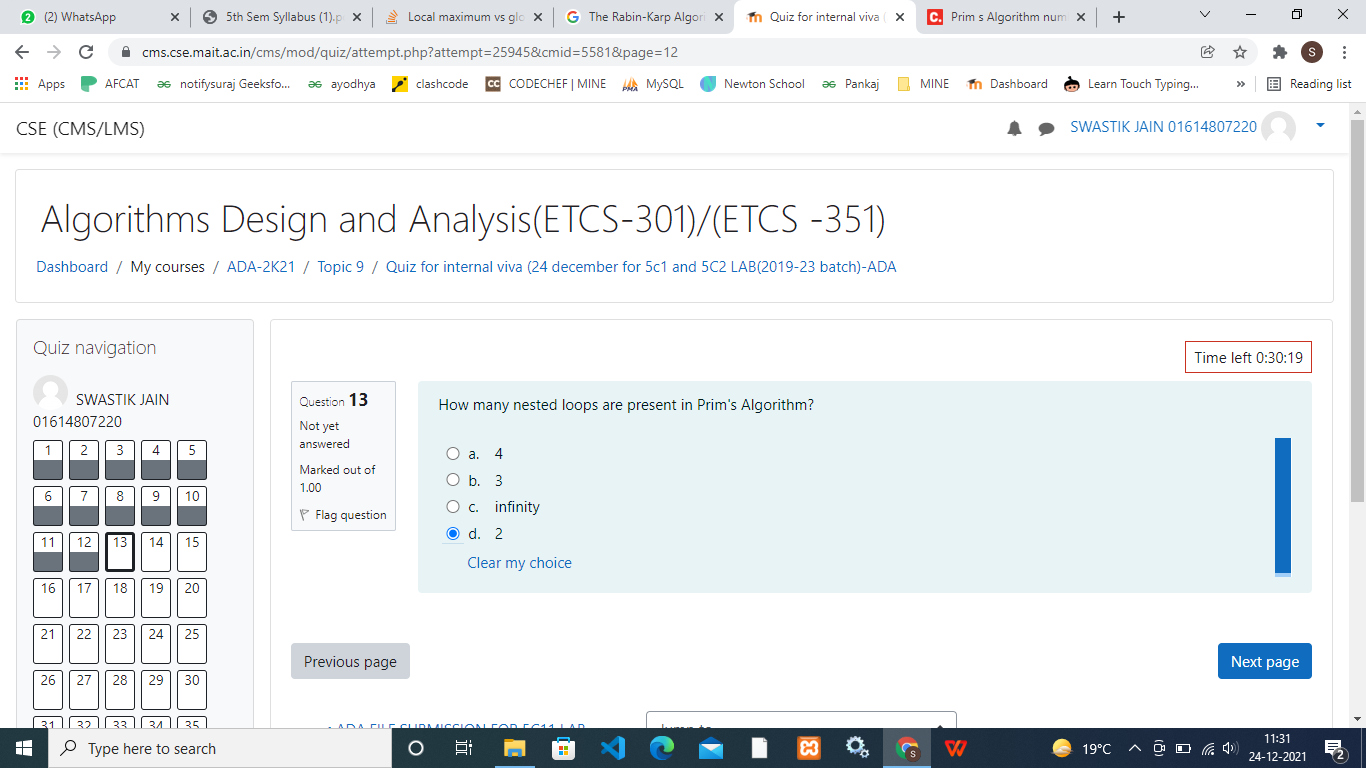 (2) WhatsApp
5th Sem Syllabus (1).p
Local maximum vs glo
The Rabin-Karp Algori
Quiz for internal viva (
Prim s Algorithm num
cms.cse.mait.ac.in/cms/mod/quiz/attempt.php?attempt=25945&cmid=5581&page=12
Apps AFCAT notifysuraj Geeksfo... ayodhya clashcode CODECHEF | MINE MySQL Newton School Pankaj MINE Dashboard Learn Touch Typing... » Reading list
CSE (CMS/LMS)
SWASTIK JAIN 01614807220
Algorithms Design and Analysis(ETCS-301)/(ETCS -351)
Dashboard / My courses / ADA-2K21 / Topic 9 / Quiz for internal viva (24 december for 5c1 and 5C2 LAB(2019-23 batch)-ADA
Quiz navigation
SWASTIK JAIN
01614807220
1 2 3 4 5
6 7 8 9 10
11 12 13 14 15
16 17 18 19 20
21 22 23 24 25
26 27 28 29 30
31 32 33 34 35
Time left 0:30:19
Question 13
Not yet
answered
Marked out of
1.00
Flag question
How many nested loops are present in Prim's Algorithm?
a. 4
b. 3
c. infinity
d. 2
Clear my choice
Previous page
Next page
ADA FILE SUBMISSION FOR 5C11 LAB
Jump to...
Type here to search
19°C
11:31
24-12-2021
2